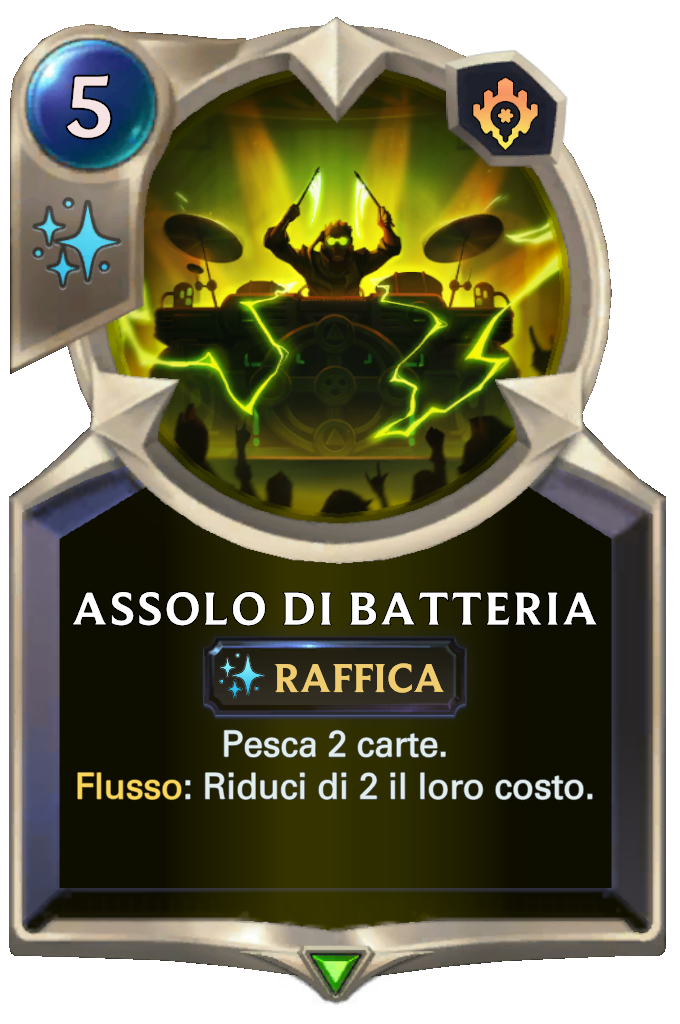 5
ASSOLO DI BATTERIA
RAFFICA
Pesca 2 carte.
Flusso: Riduci di 2 il loro costo.